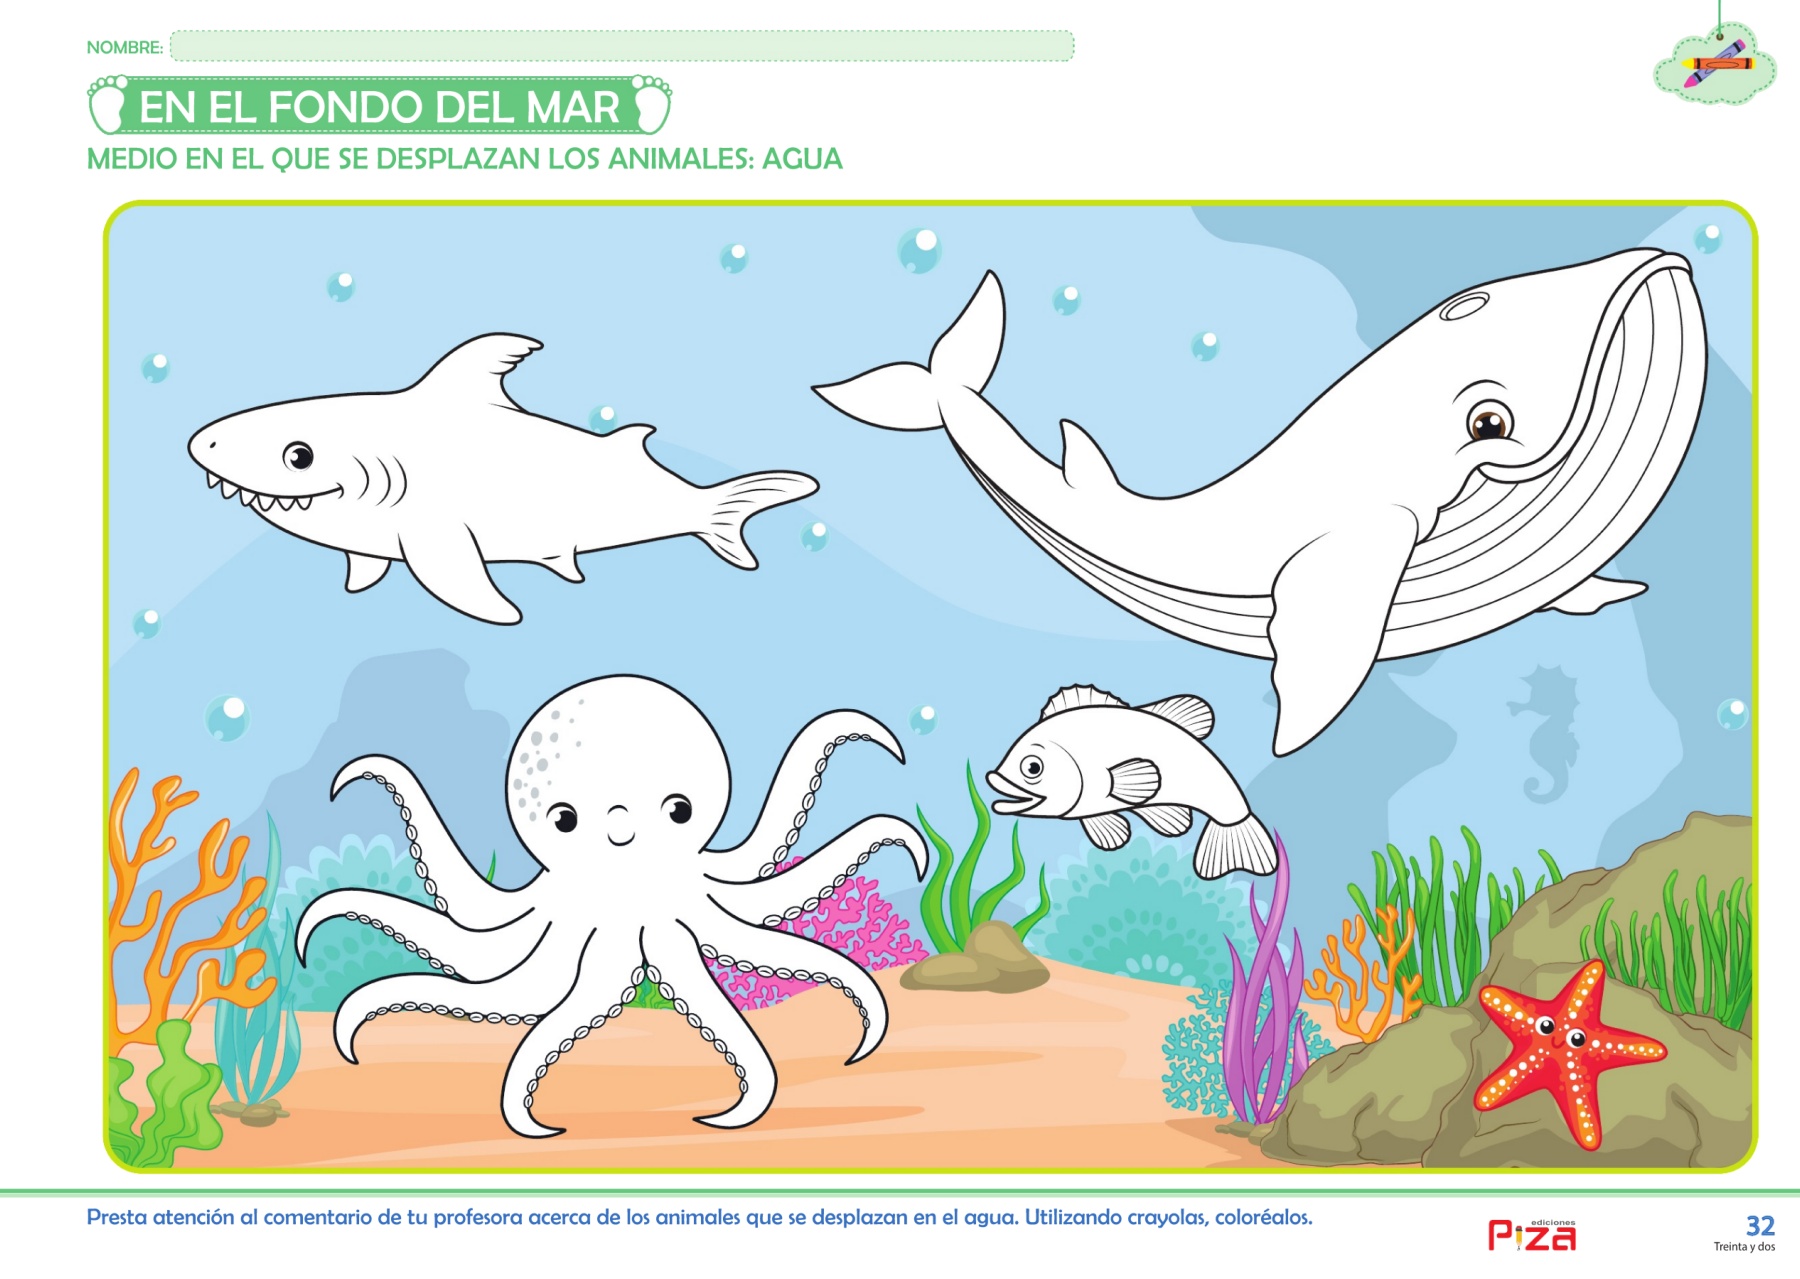 NOMBRE:
EN EL FONDO DEL MAR
MEDIO EN EL QUE SE DESPLAZAN LOS ANIMALES: AGUA
Presta atención al comentario de tu profesora acerca de los animales que se desplazan en el agua. Utilizando crayolas, coloréalos.
ediciones
Piza
32
Treinta y dos